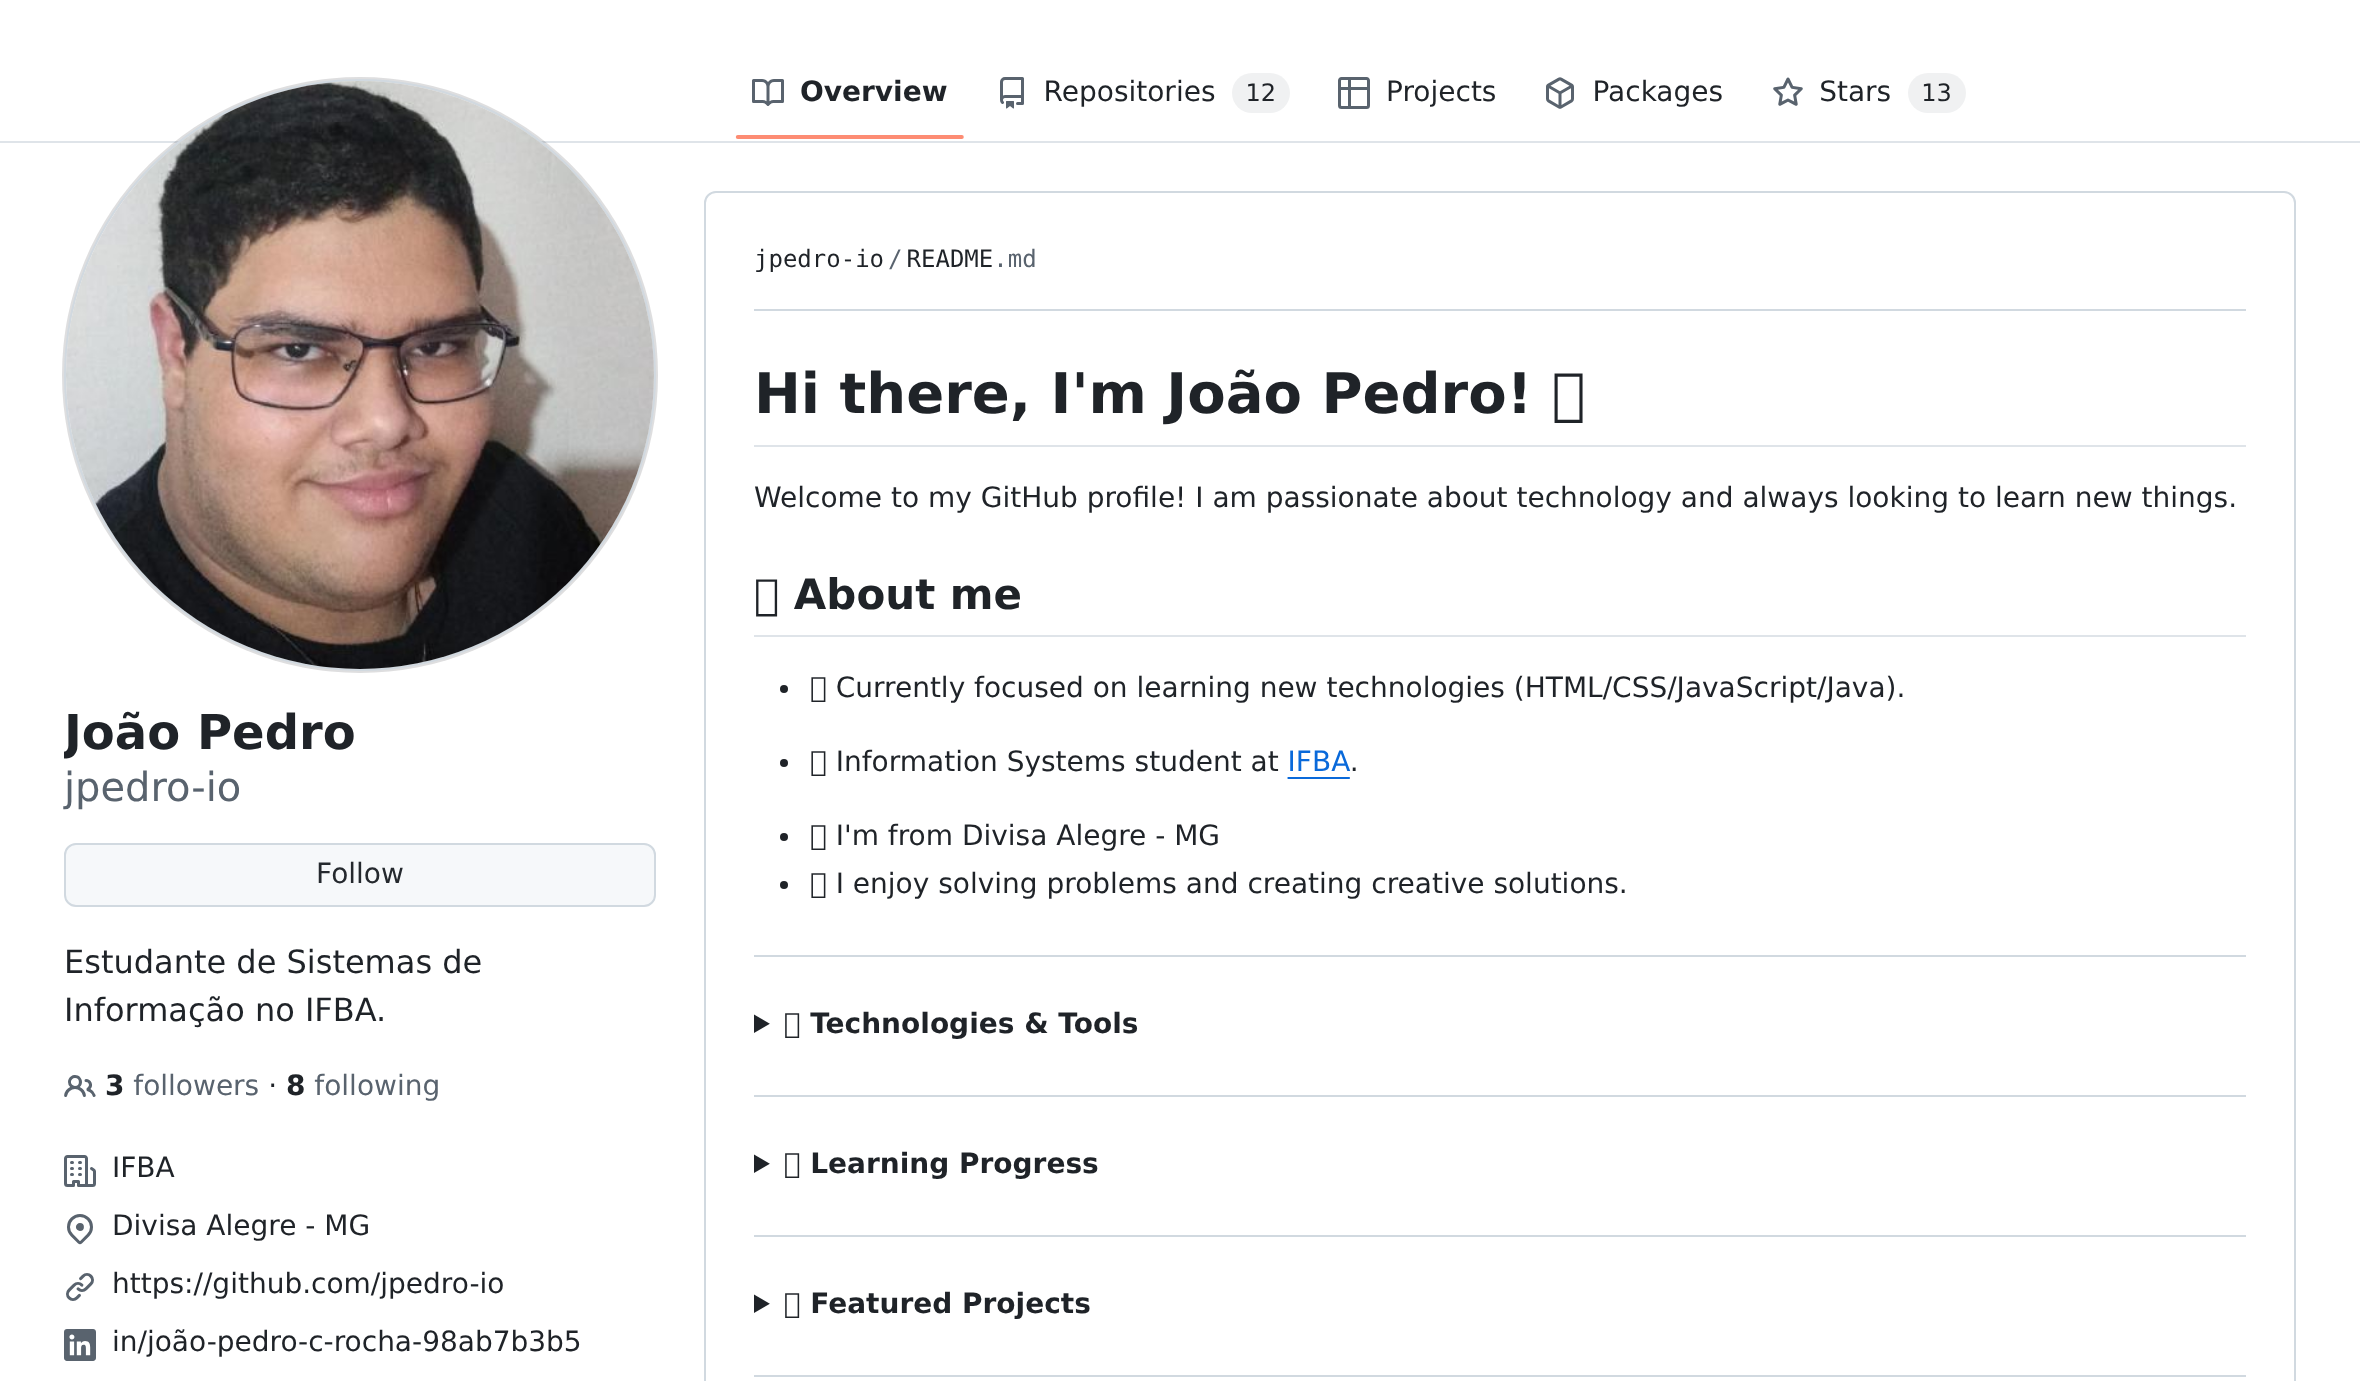 Overview
Repositories 12
Projects
Packages
Stars 13
João Pedro
jpedro-io
Follow
Estudante de Sistemas de
Informação no IFBA.
3 followers · 8 following
IFBA
Divisa Alegre - MG
https://github.com/jpedro-io
in/joão-pedro-c-rocha-98ab7b3b5
jpedro-io/README.md
Hi there, I'm João Pedro!
Welcome to my GitHub profile! I am passionate about technology and always looking to learn new things.
About me
Currently focused on learning new technologies (HTML/CSS/JavaScript/Java).
Information Systems student at IFBA.
I'm from Divisa Alegre - MG
I enjoy solving problems and creating creative solutions.
Technologies & Tools
Learning Progress
Featured Projects